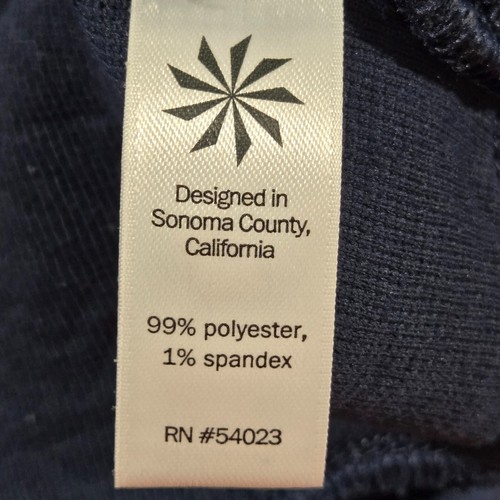 Designed in
Sonoma County,
California
99% polyester,
1% spandex
RN #54023